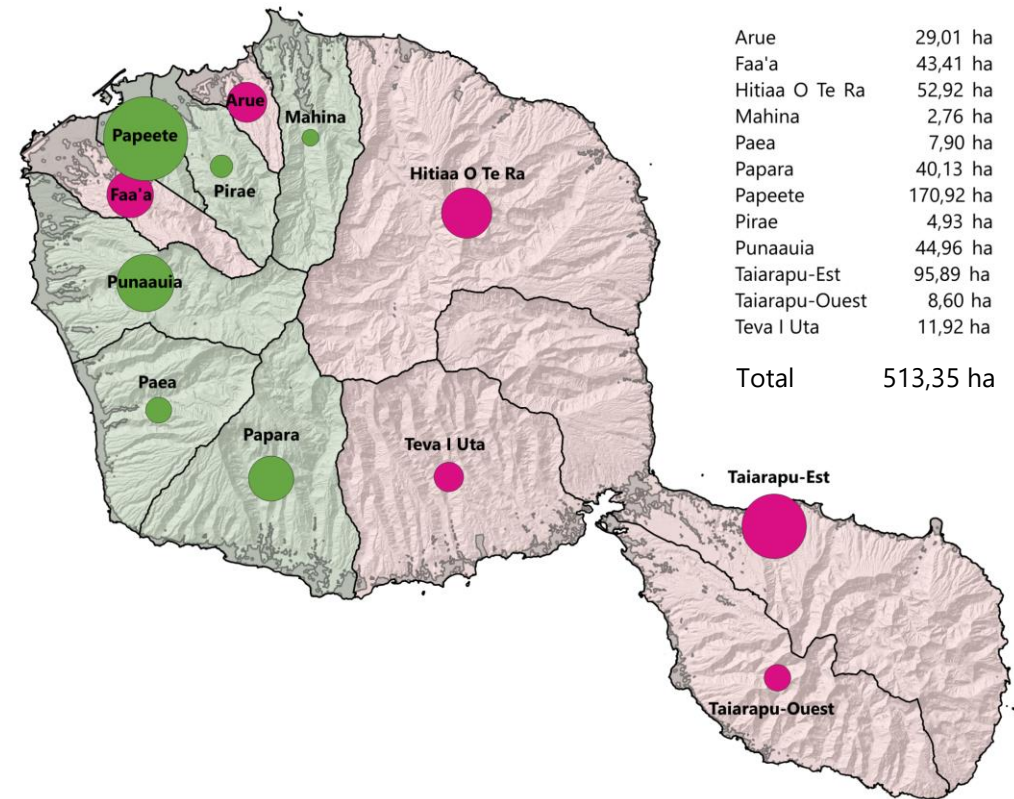 Arue 29,01 ha
Faa'a 43,41 ha
Hitiaa O Te Ra 52,92 ha
Mahina 2,76 ha
Paea 7,90 ha
Papara 40,13 ha
Papeete 170,92 ha
Pirae 4,93 ha
Punaauia 44,96 ha
Taiarapu-Est 95,89 ha
Taiarapu-Ouest 8,60 ha
Teva I Uta 11,92 ha
Total 513,35 ha
Arue
Mahina
Papeete
Pirae
Hitiaa O Te Ra
Faa'a
Punaauia
Paea
Papara
Teva I Uta
Taiarapu-Est
Taiarapu-Ouest